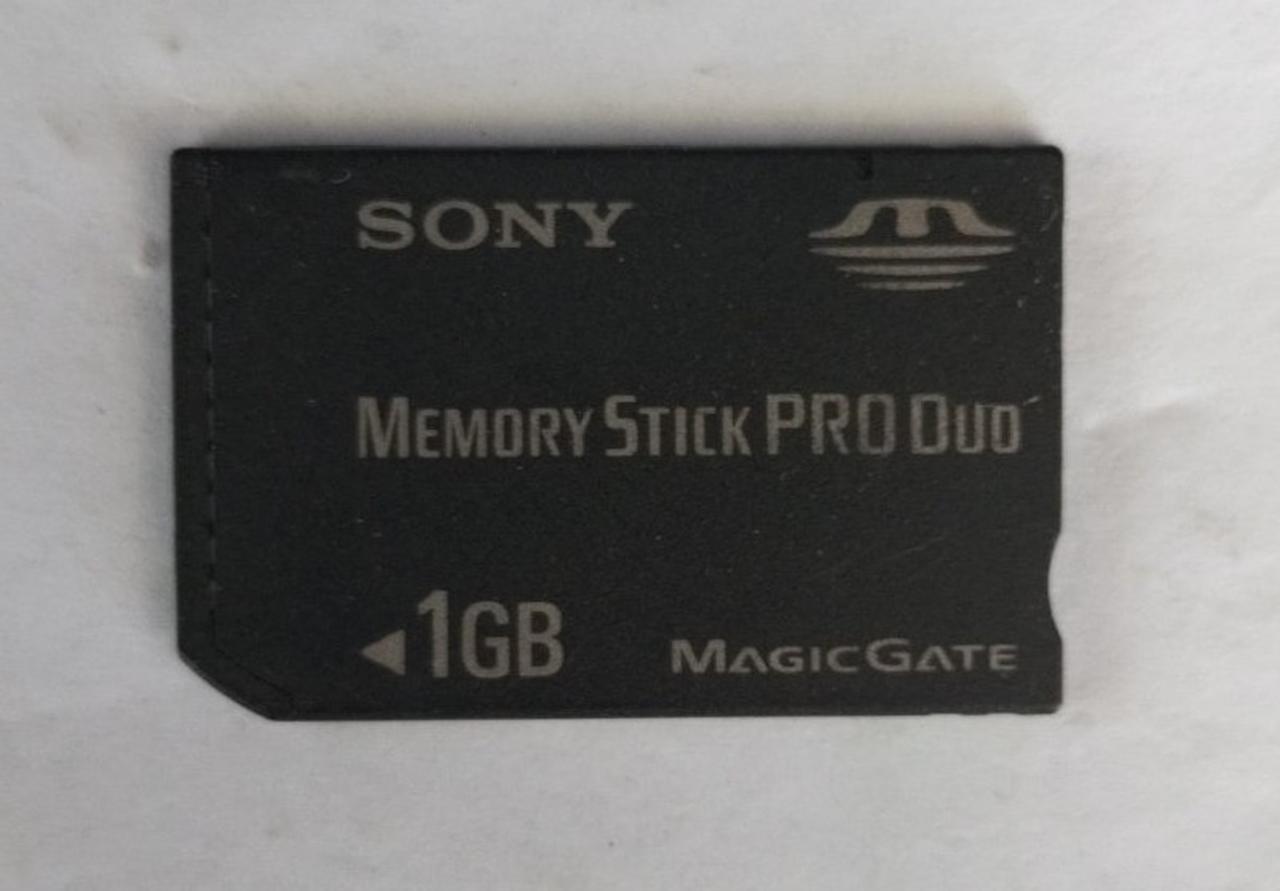 SONY
MEMORY STICK PRO DUO
1GB MAGICGATE